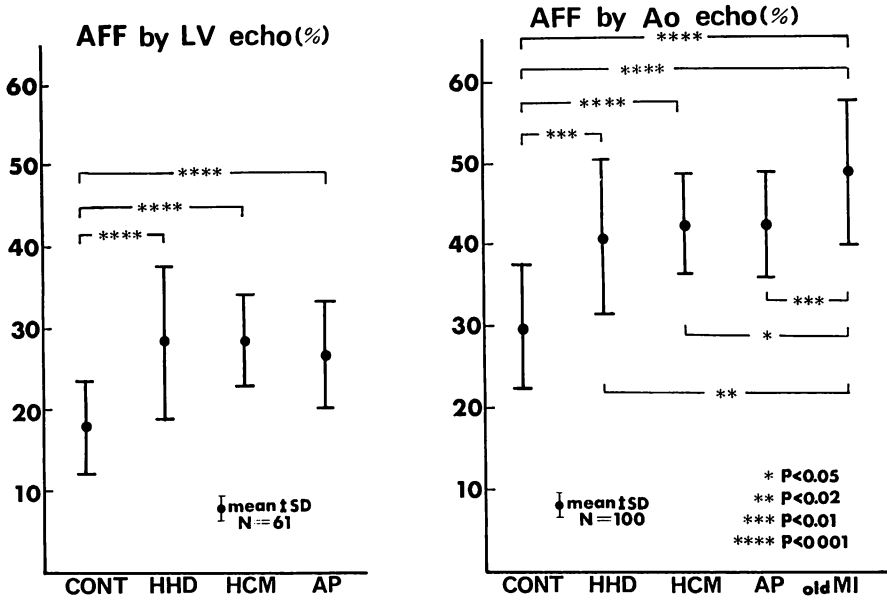 AFF by LV echo(%)
60
50
40
30
20
10
****
****
****
mean±SD
N=61
CONT HHD HCM AP
AFF by Ao echo(%)
60
50
40
30
20
10
****
****
****
***
***
*
**
mean±SD
N=100
* P<0.05
** P<0.02
*** P<0.01
**** P<0 001
CONT HHD HCM AP old MI